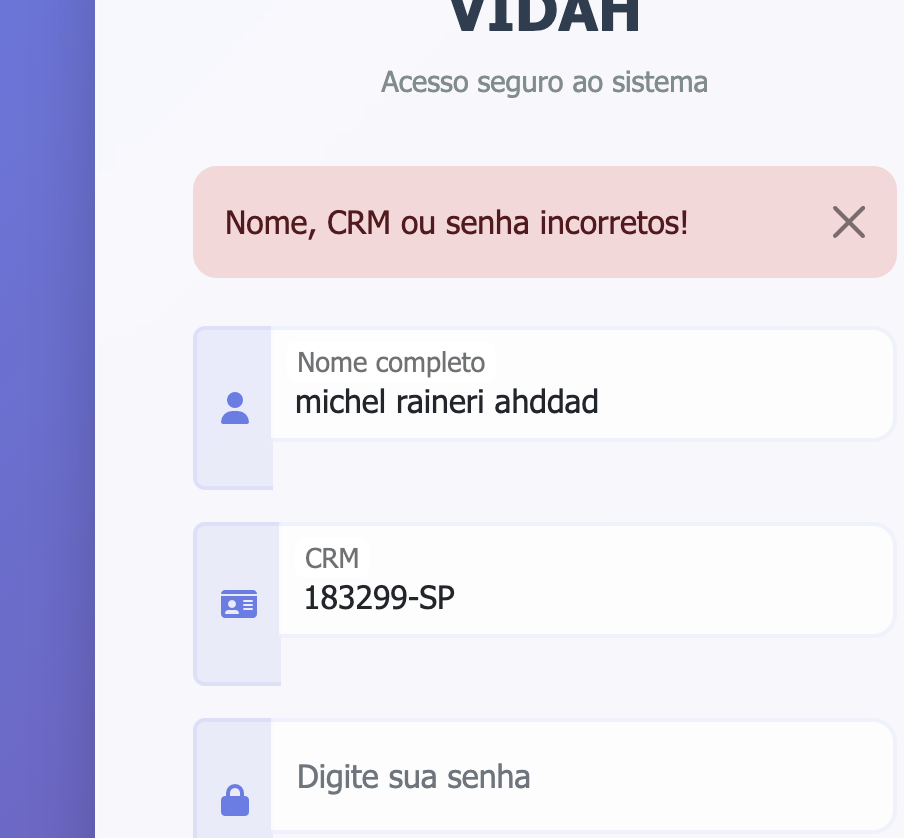 VIDAH
Acesso seguro ao sistema
Nome, CRM ou senha incorretos!
Nome completo
michel raineri ahddad
CRM
183299-SP
Digite sua senha